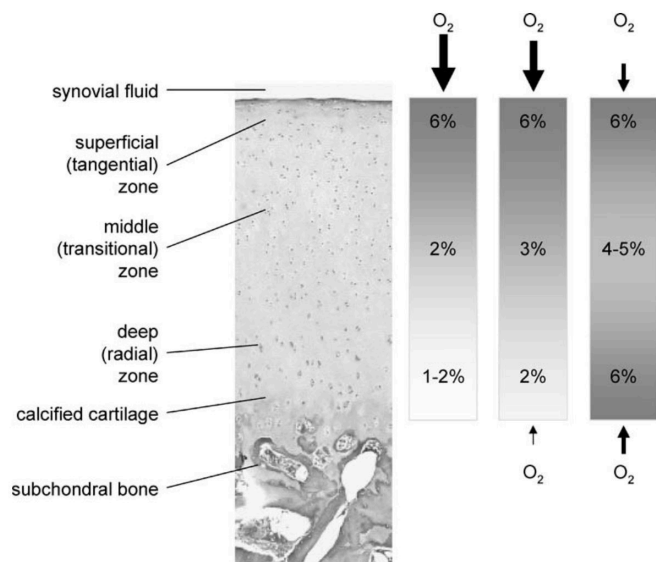 O₂ O₂ O₂
synovial fluid
superficial
(tangential)
zone
6% 6% 6%
middle
(transitional)
zone
2% 3% 4-5%
deep
(radial)
zone
1-2% 2% 6%
calcified cartilage
subchondral bone
O₂ O₂